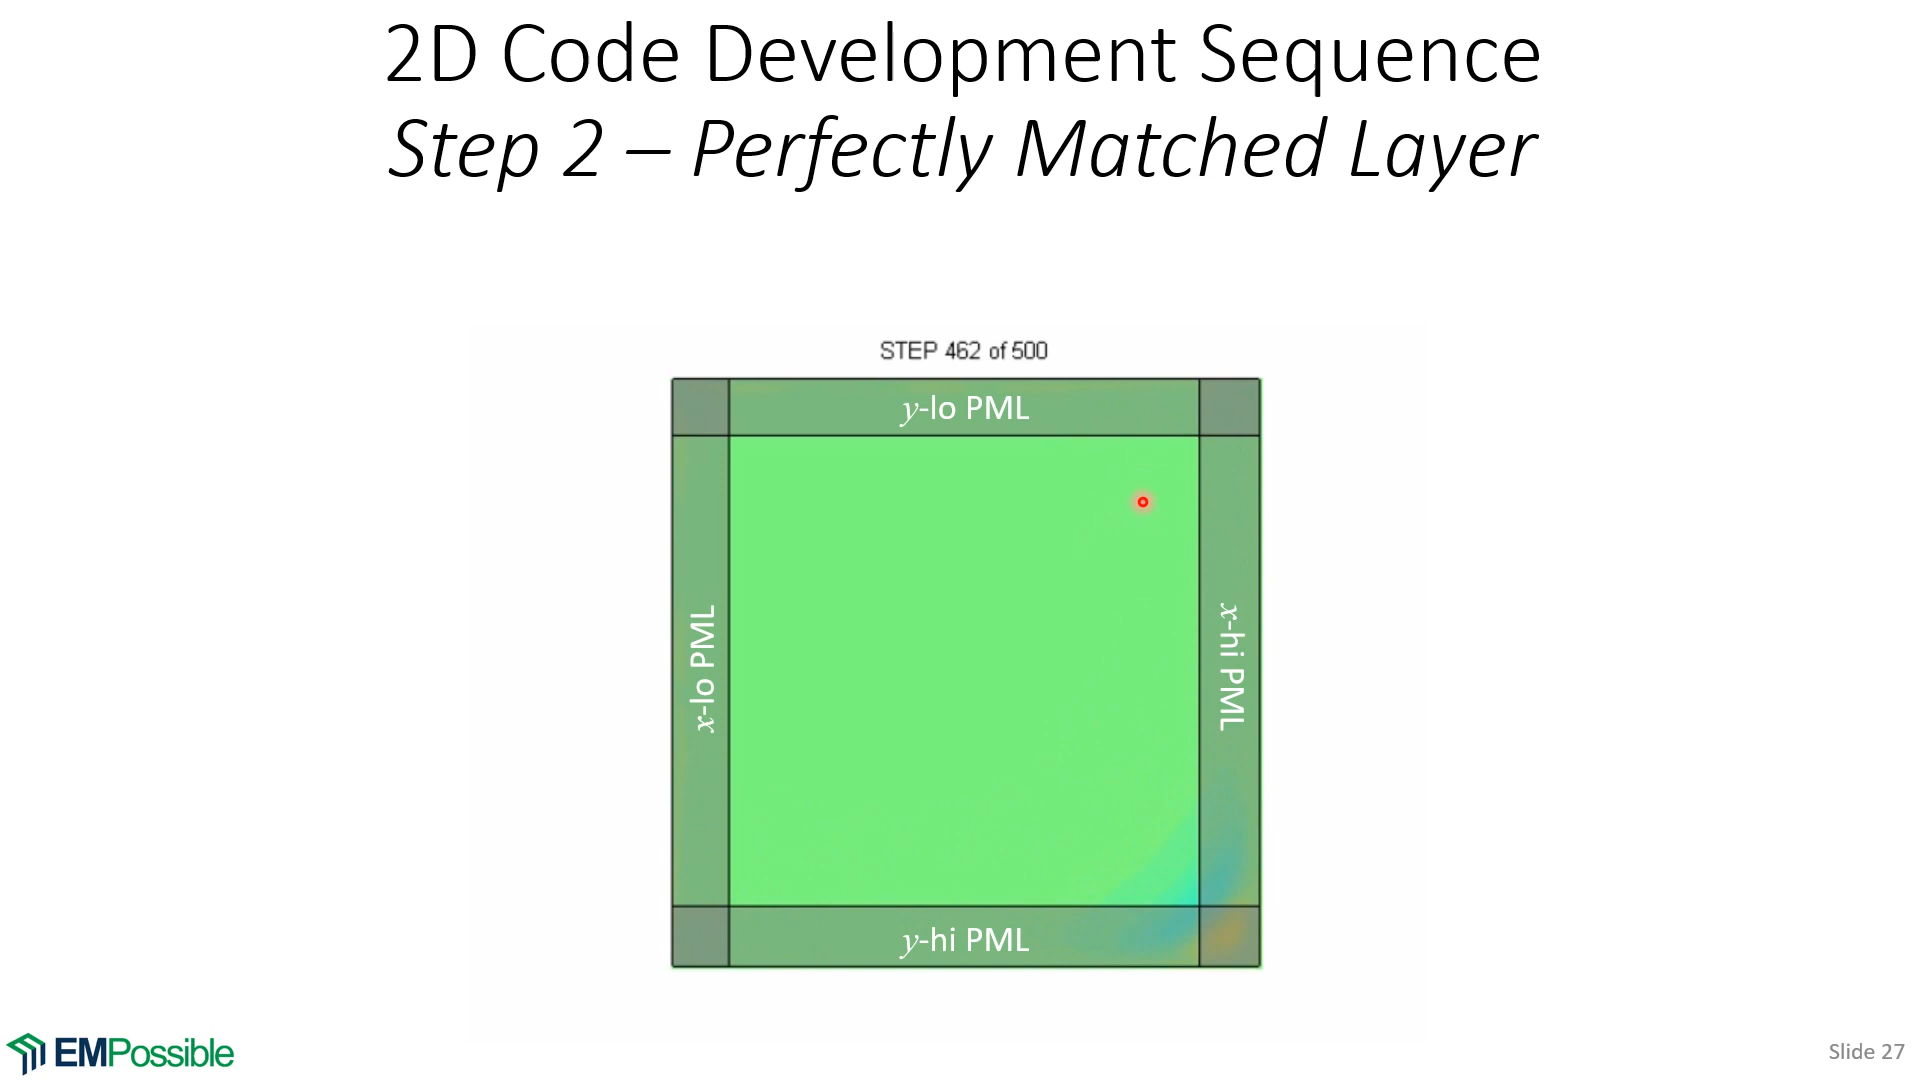 2D Code Development Sequence
Step 2 – Perfectly Matched Layer
STEP 462 of 500
y-lo PML
x-lo PML
x-hi PML
y-hi PML
EMPossible
Slide 27